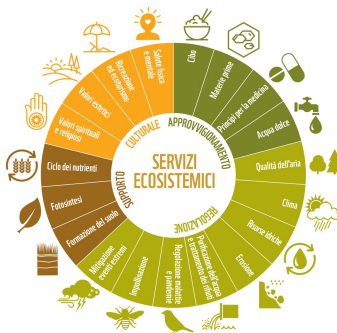 SERVIZI
ECOSISTEMICI
CULTURALE
APPROVVIGIONAMENTO
REGOLAZIONE
SUPPORTO
Cibo
Materie prime
Principi per la medicina
Acqua dolce
Qualità dell'aria
Clima
Risorse idriche
Erosione
Purificazione dell'acqua
e trattamento dei rifiuti
Regolazione malattie
e pandemie
Impollinazione
Mitigazione
eventi estremi
Formazione del suolo
Fotosintesi
Ciclo dei nutrienti
Valori spirituali
e religiosi
Valori estetici
Ricreazione
ed ecoturismo
Salute fisica
e mentale